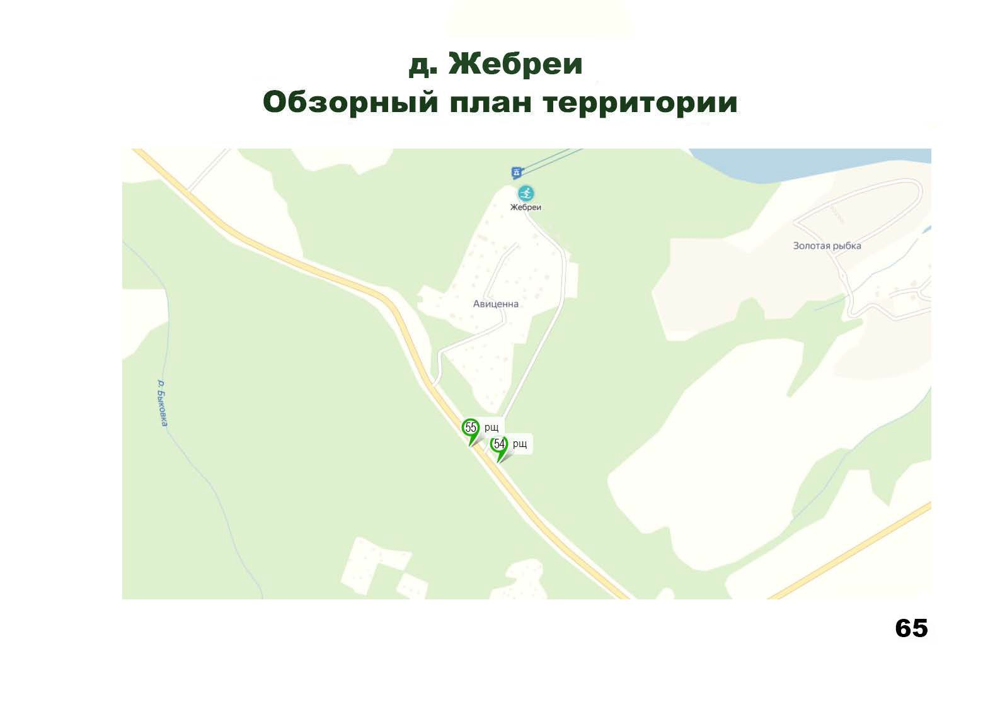 д. Жебреи
Обзорный план территории
Жебреи
Золотая рыбка
Авиценна
р. Быковка
55 рщ
54 рщ
65